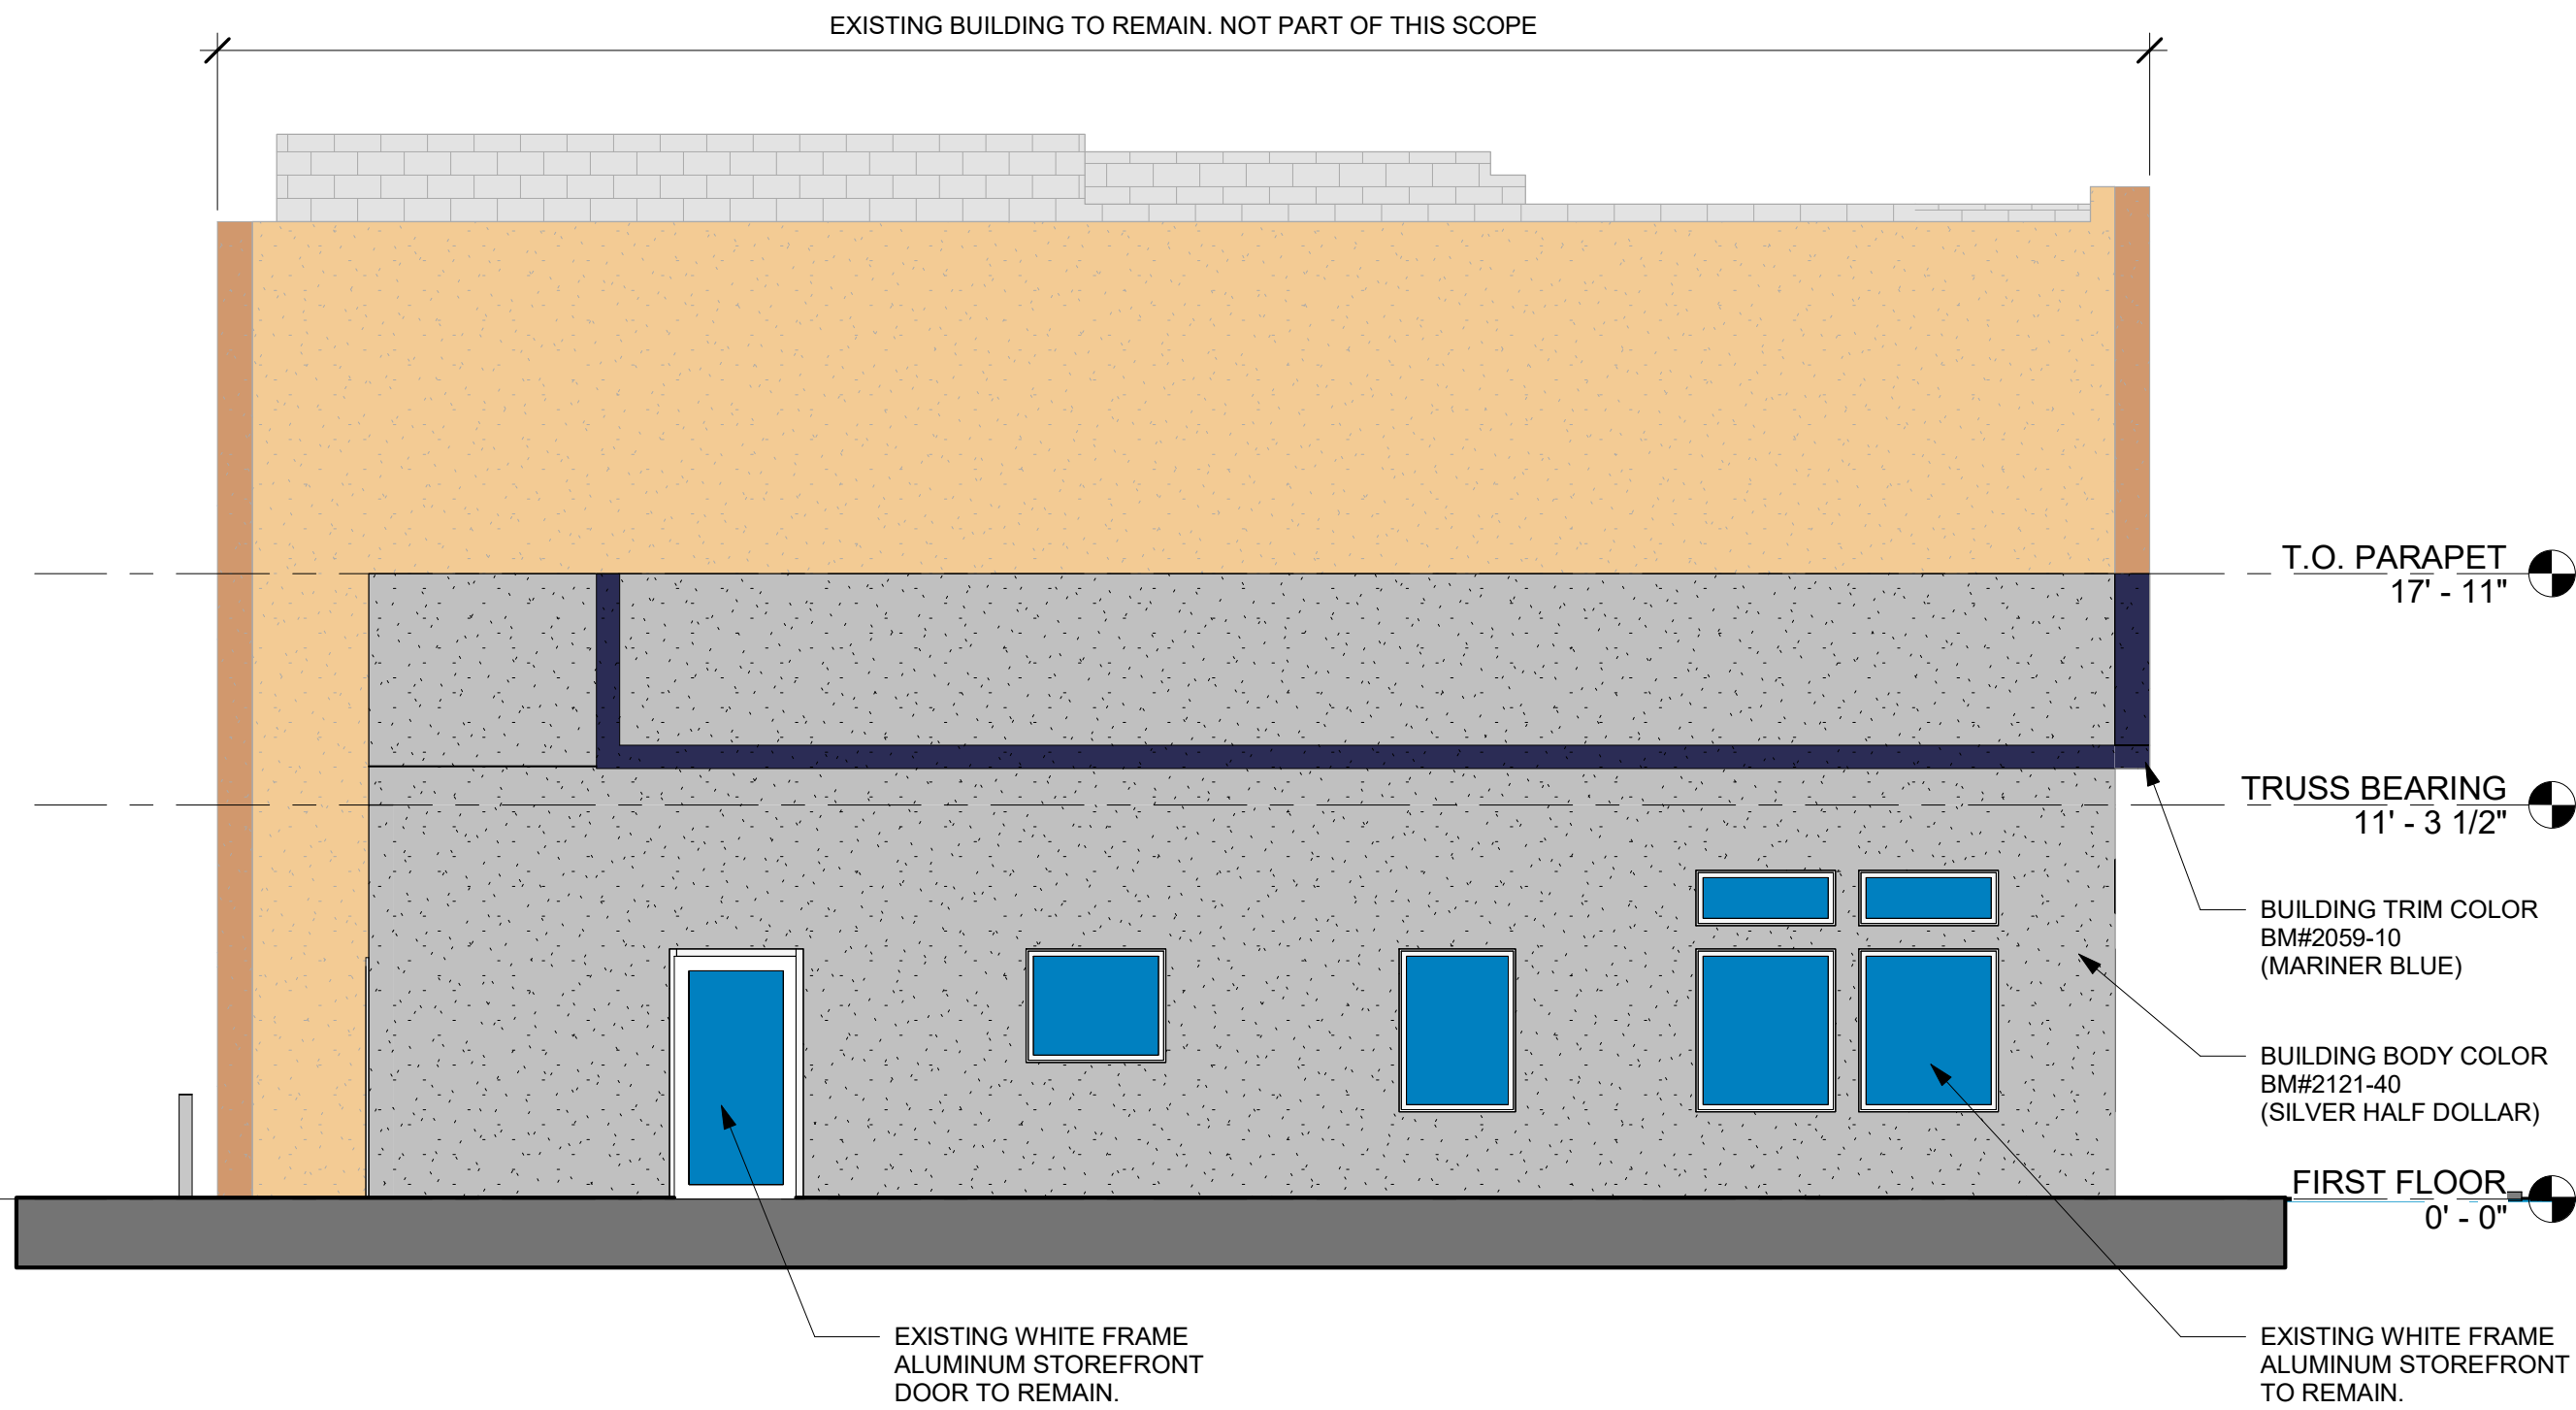 EXISTING BUILDING TO REMAIN. NOT PART OF THIS SCOPE
T.O. PARAPET
17' - 11"
TRUSS BEARING
11' - 3 1/2"
BUILDING TRIM COLOR
BM#2059-10
(MARINER BLUE)
BUILDING BODY COLOR
BM#2121-40
(SILVER HALF DOLLAR)
FIRST FLOOR
0' - 0"
EXISTING WHITE FRAME
ALUMINUM STOREFRONT
DOOR TO REMAIN.
EXISTING WHITE FRAME
ALUMINUM STOREFRONT
TO REMAIN.